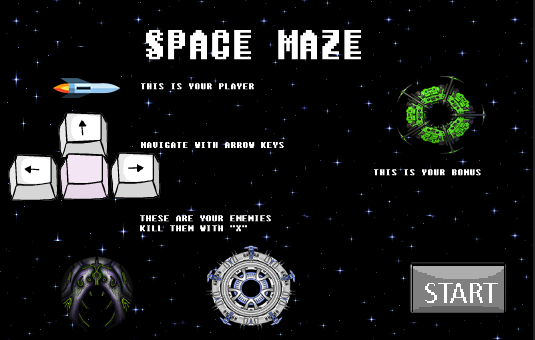 SPACE MAZE
THIS IS YOUR PLAYER
NAVIGATE WITH ARROW KEYS
THIS IS YOUR BONUS
THESE ARE YOUR ENEMIES
KILL THEM WITH "X"
START